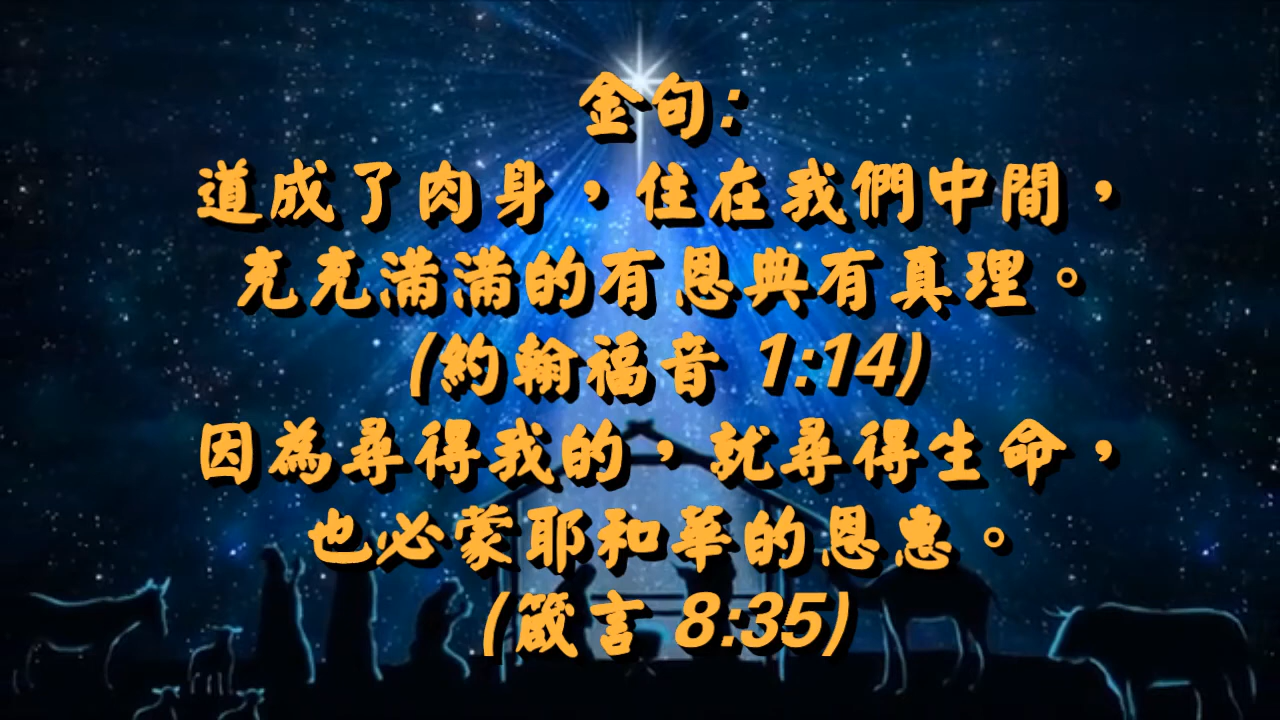 金句:
道成了肉身，住在我們中間，
充充滿滿的有恩典有真理。
(約翰福音 1:14)
因為尋得我的，就尋得生命，
也必蒙耶和華的恩惠。
(箴言 8:35)